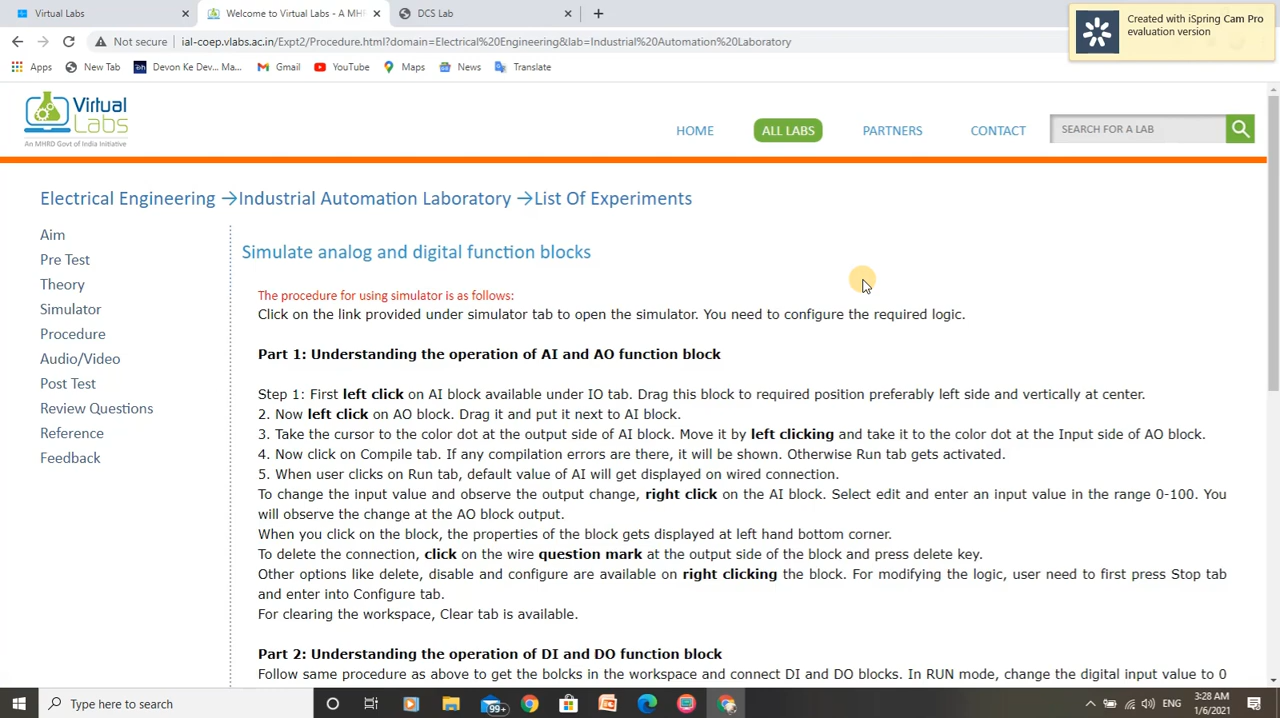 Virtual Labs
Welcome to Virtual Labs - A MH
DCS Lab
Created with iSpring Cam Pro
evaluation version
Not secure
ial-coep.vlabs.ac.in/Expt2/Procedure.html?domain=Electrical%20Engineering&lab=Industrial%20Automation%20Laboratory
Apps
New Tab
Devon Ke Dev... Ma...
Gmail
YouTube
Maps
News
Translate
Virtual
Labs
An MHRD Govt of India Initiative
HOME
ALL LABS
PARTNERS
CONTACT
SEARCH FOR A LAB
Electrical Engineering →Industrial Automation Laboratory →List Of Experiments
Aim
Pre Test
Theory
Simulator
Procedure
Audio/Video
Post Test
Review Questions
Reference
Feedback
Simulate analog and digital function blocks
The procedure for using simulator is as follows:
Click on the link provided under simulator tab to open the simulator. You need to configure the required logic.
Part 1: Understanding the operation of AI and AO function block
Step 1: First left click on AI block available under IO tab. Drag this block to required position preferably left side and vertically at center.
2. Now left click on AO block. Drag it and put it next to AI block.
3. Take the cursor to the color dot at the output side of AI block. Move it by left clicking and take it to the color dot at the Input side of AO block.
4. Now click on Compile tab. If any compilation errors are there, it will be shown. Otherwise Run tab gets activated.
5. When user clicks on Run tab, default value of AI will get displayed on wired connection.
To change the input value and observe the output change, right click on the AI block. Select edit and enter an input value in the range 0-100. You
will observe the change at the AO block output.
When you click on the block, the properties of the block gets displayed at left hand bottom corner.
To delete the connection, click on the wire question mark at the output side of the block and press delete key.
Other options like delete, disable and configure are available on right clicking the block. For modifying the logic, user need to first press Stop tab
and enter into Configure tab.
For clearing the workspace, Clear tab is available.
Part 2: Understanding the operation of DI and DO function block
Follow same procedure as above to get the bolcks in the workspace and connect DI and DO blocks. In RUN mode, change the digital input value to 0
Type here to search
99+
ENG
3:28 AM
1/6/2021